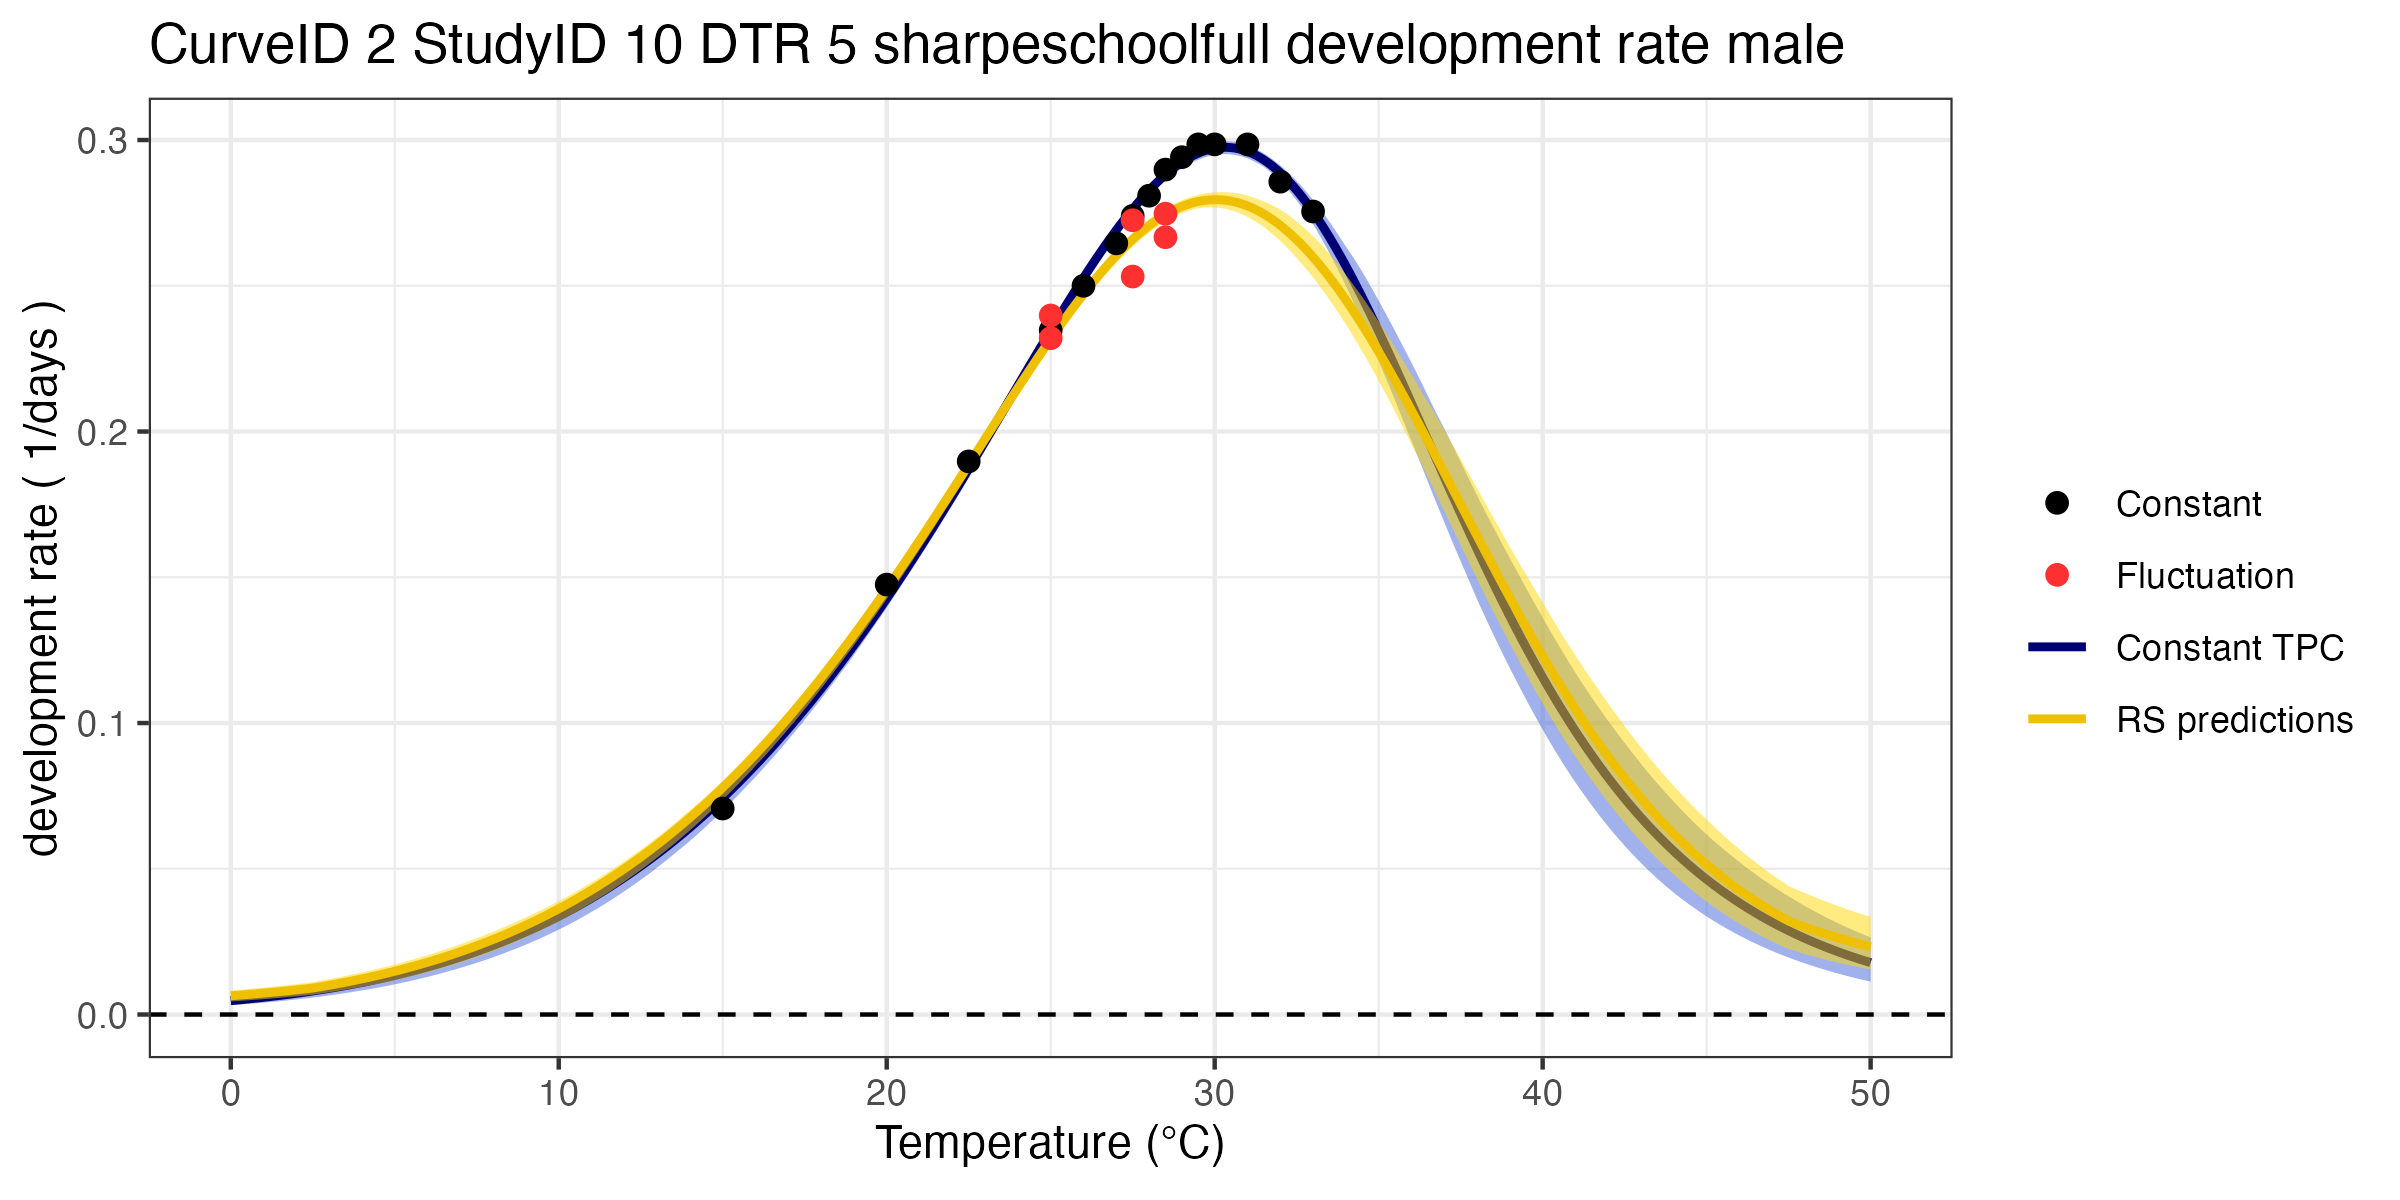 CurveID 2 StudyID 10 DTR 5 sharpeschoolfull development rate male
development rate ( 1/days )
0.3
0.2
0.1
0.0
0 10 20 30 40 50
Temperature (°C)
Constant
Fluctuation
Constant TPC
RS predictions